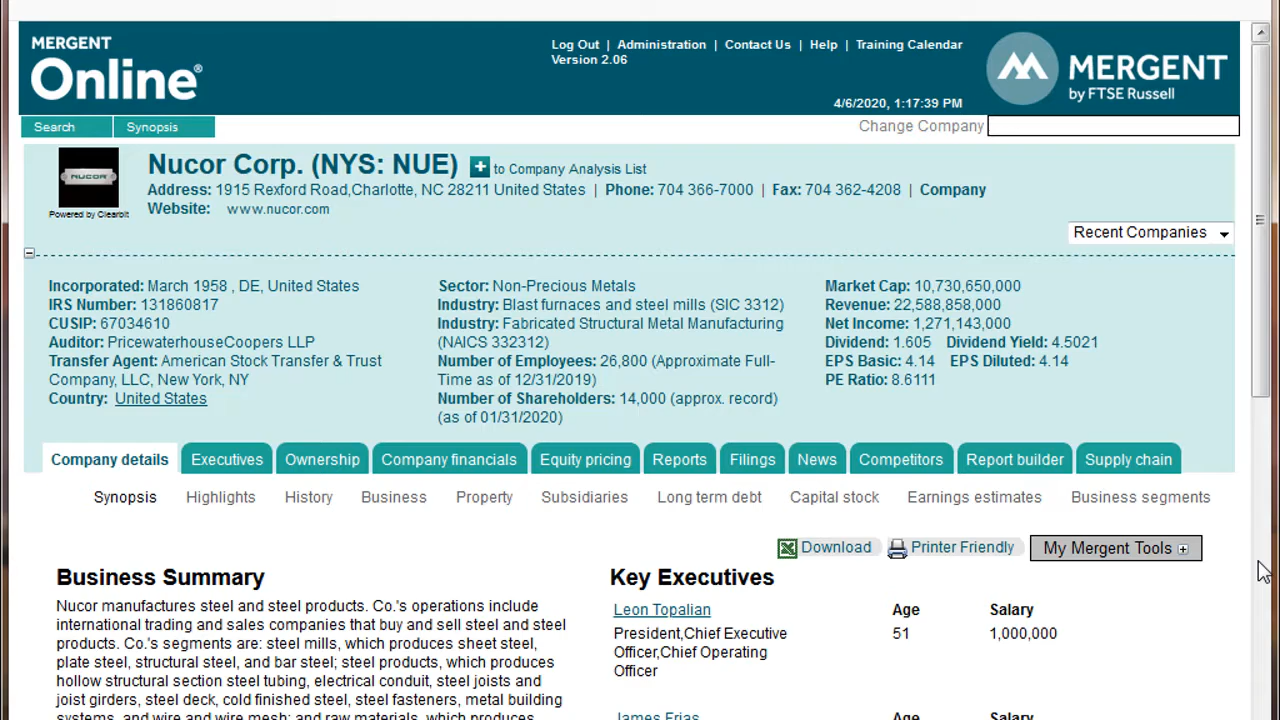 MERGENT
Online®
Log Out | Administration | Contact Us | Help | Training Calendar
Version 2.06
4/6/2020, 1:17:39 PM
MERGENT
by FTSE Russell
Search Synopsis
Change Company
NUCOR
Powered by Clearbit
Nucor Corp. (NYS: NUE) + to Company Analysis List
Address: 1915 Rexford Road,Charlotte, NC 28211 United States | Phone: 704 366-7000 | Fax: 704 362-4208 | Company
Website: www.nucor.com
Recent Companies
Incorporated: March 1958 , DE, United States
IRS Number: 131860817
CUSIP: 67034610
Auditor: PricewaterhouseCoopers LLP
Transfer Agent: American Stock Transfer & Trust
Company, LLC, New York, NY
Country: United States
Sector: Non-Precious Metals
Industry: Blast furnaces and steel mills (SIC 3312)
Industry: Fabricated Structural Metal Manufacturing
(NAICS 332312)
Number of Employees: 26,800 (Approximate Full-
Time as of 12/31/2019)
Number of Shareholders: 14,000 (approx. record)
(as of 01/31/2020)
Market Cap: 10,730,650,000
Revenue: 22,588,858,000
Net Income: 1,271,143,000
Dividend: 1.605 Dividend Yield: 4.5021
EPS Basic: 4.14 EPS Diluted: 4.14
PE Ratio: 8.6111
Company details Executives Ownership Company financials Equity pricing Reports Filings News Competitors Report builder Supply chain
Synopsis Highlights History Business Property Subsidiaries Long term debt Capital stock Earnings estimates Business segments
Download Printer Friendly My Mergent Tools
Business Summary
Nucor manufactures steel and steel products. Co.'s operations include
international trading and sales companies that buy and sell steel and steel
products. Co.'s segments are: steel mills, which produces sheet steel,
plate steel, structural steel, and bar steel; steel products, which produces
hollow structural section steel tubing, electrical conduit, steel joists and
joist girders, steel deck, cold finished steel, steel fasteners, metal building
systems, and wire and wire mesh; and raw materials, which produces
Key Executives
Leon Topalian Age Salary
President,Chief Executive 51 1,000,000
Officer,Chief Operating
Officer
James Frias Age Salary